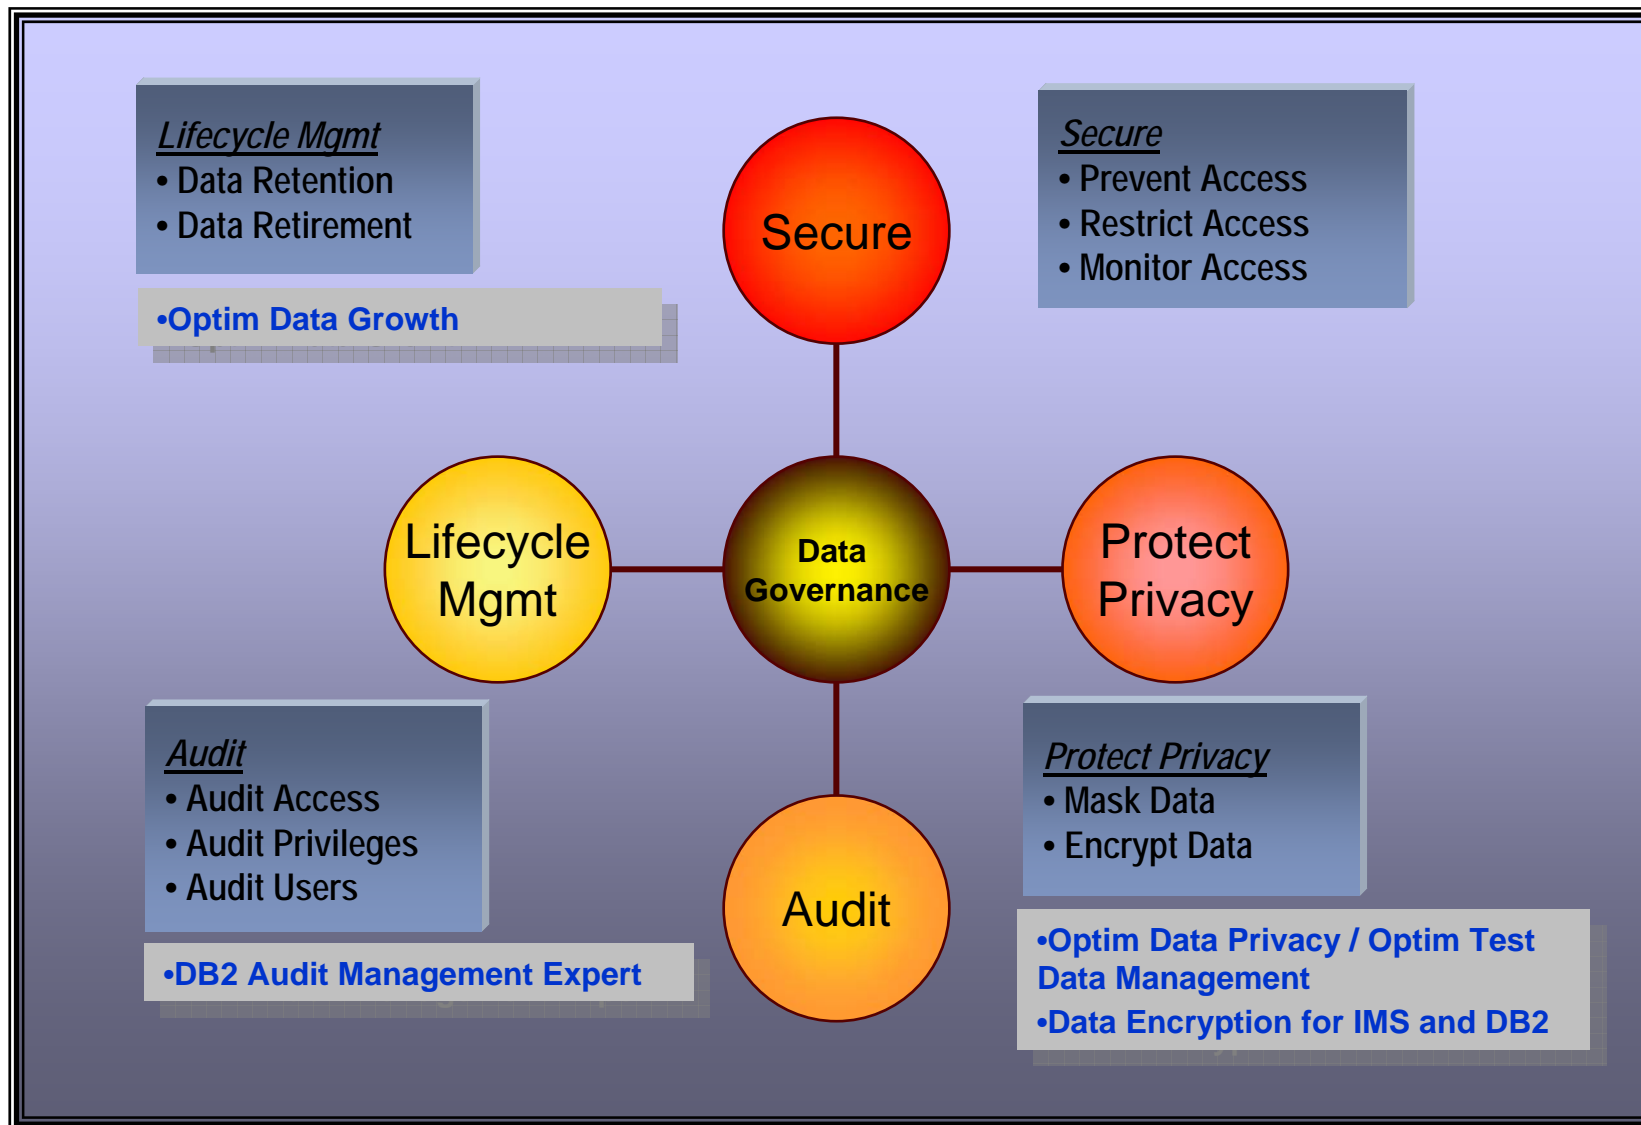 Lifecycle Mgmt
• Data Retention
• Data Retirement
•Optim Data Growth
Secure
Secure
• Prevent Access
• Restrict Access
• Monitor Access
Lifecycle
Mgmt
Data
Governance
Protect
Privacy
Audit
• Audit Access
• Audit Privileges
• Audit Users
•DB2 Audit Management Expert
Audit
Protect Privacy
• Mask Data
• Encrypt Data
•Optim Data Privacy / Optim Test
Data Management
•Data Encryption for IMS and DB2